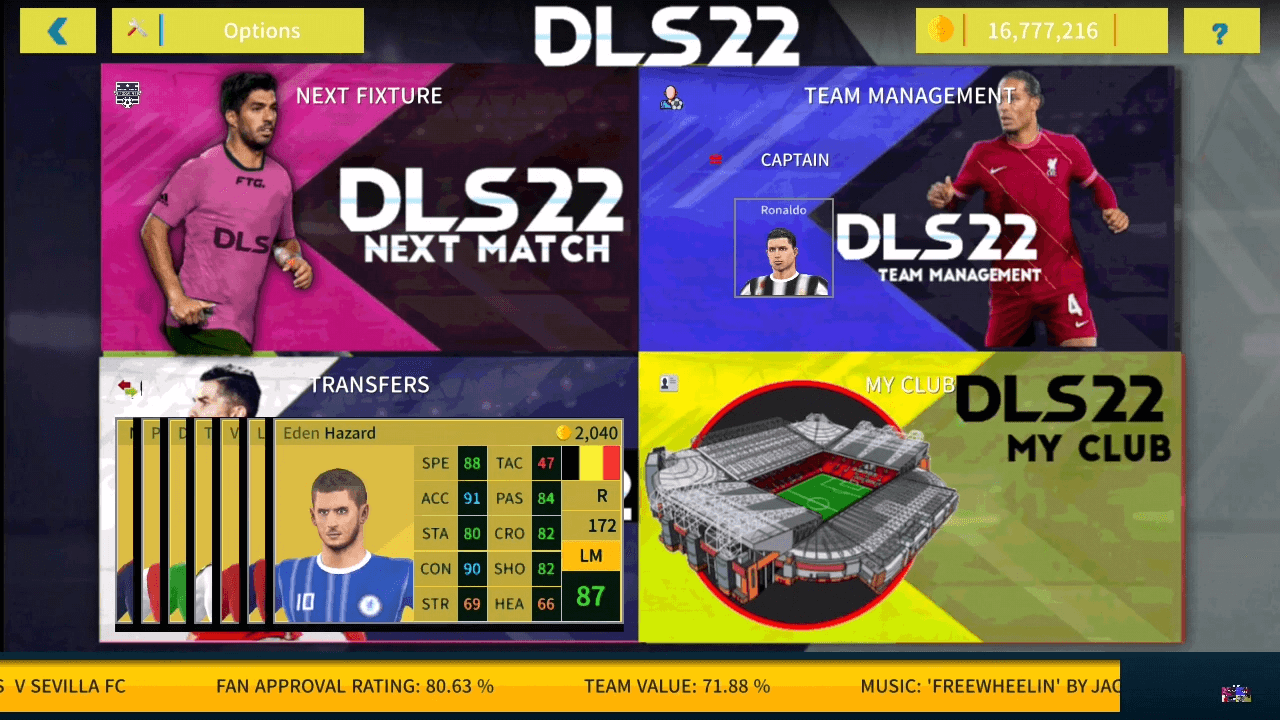 Options
DLS22
16,777,216
?
NEXT FIXTURE
FTG.
DLS
DLS22
NEXT MATCH
TEAM MANAGEMENT
CAPTAIN
Ronaldo
DLS22
TEAM MANAGEMENT
4
TRANSFERS
P
D
T
V
L
Eden Hazard
2,040
SPE 88 TAC 47
R
ACC 91 PAS 84
172
STA 80 CRO 82
LM
CON 90 SHO 82
87
STR 69 HEA 66
10
MY CLUB
DLS22
MY CLUB
V SEVILLA FC
FAN APPROVAL RATING: 80.63 %
TEAM VALUE: 71.88 %
MUSIC: 'FREEWHEELIN' BY JAC